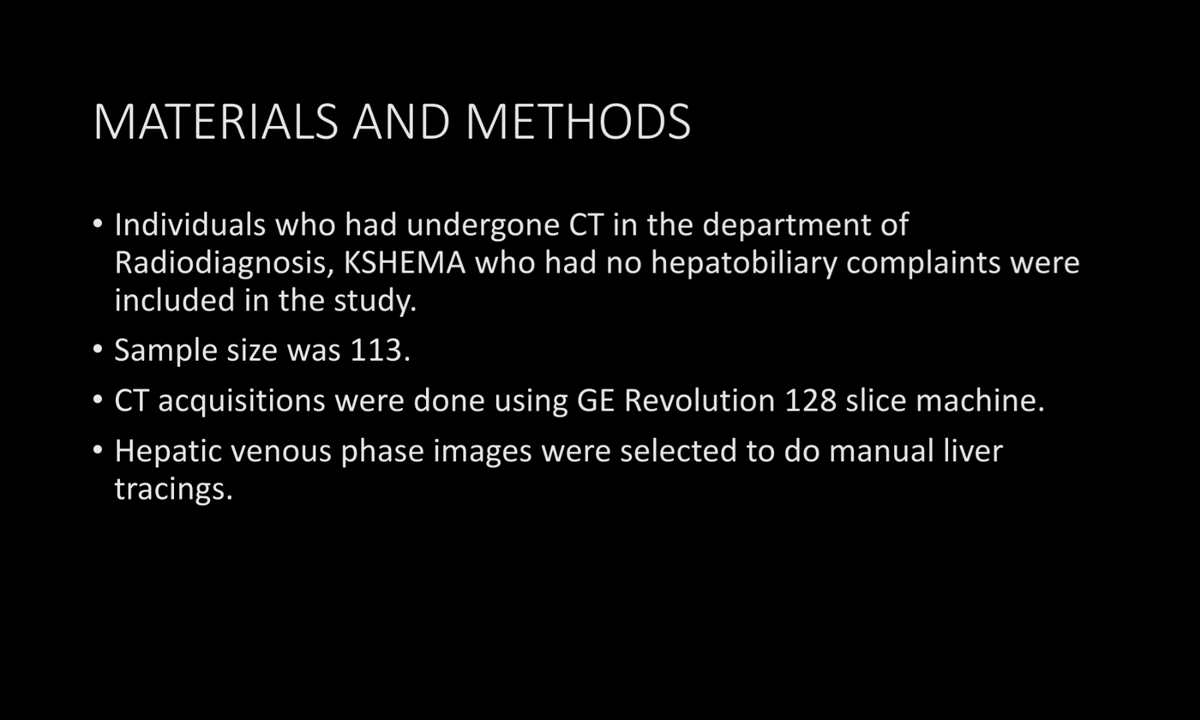 MATERIALS AND METHODS
• Individuals who had undergone CT in the department of
Radiodiagnosis, KSHEMA who had no hepatobiliary complaints were
included in the study.
• Sample size was 113.
• CT acquisitions were done using GE Revolution 128 slice machine.
• Hepatic venous phase images were selected to do manual liver
tracings.